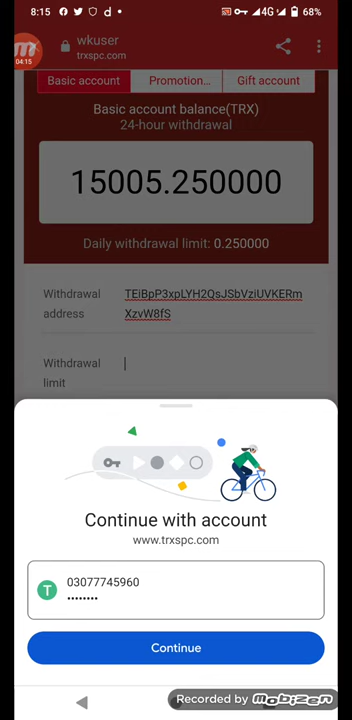 8:15
4G
68%
04:15
wkuser
trxspc.com
Basic account
Promotion...
Gift account
Basic account balance(TRX)
24-hour withdrawal
15005.250000
Daily withdrawal limit: 0.250000
Withdrawal address
TEiBpP3xpLYH2QsJSbVziUVKERm
XzvW8fS
Withdrawal limit
Continue with account
www.trxspc.com
T
03077745960
••••••••
Continue
Recorded by Mobizen